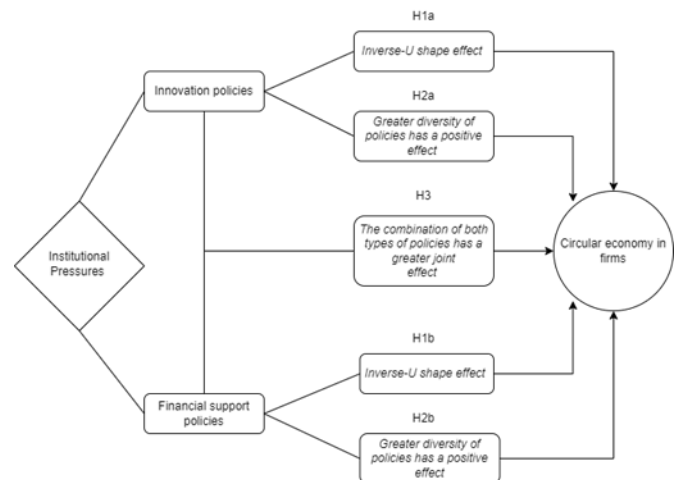 H1a
Inverse-U shape effect
Innovation policies
H2a
Greater diversity of
policies has a positive
effect
H3
The combination of both
types of policies has a
greater joint
effect
Institutional
Pressures
Circular economy in
firms
H1b
Inverse-U shape effect
Financial support
policies
H2b
Greater diversity of
policies has a positive
effect